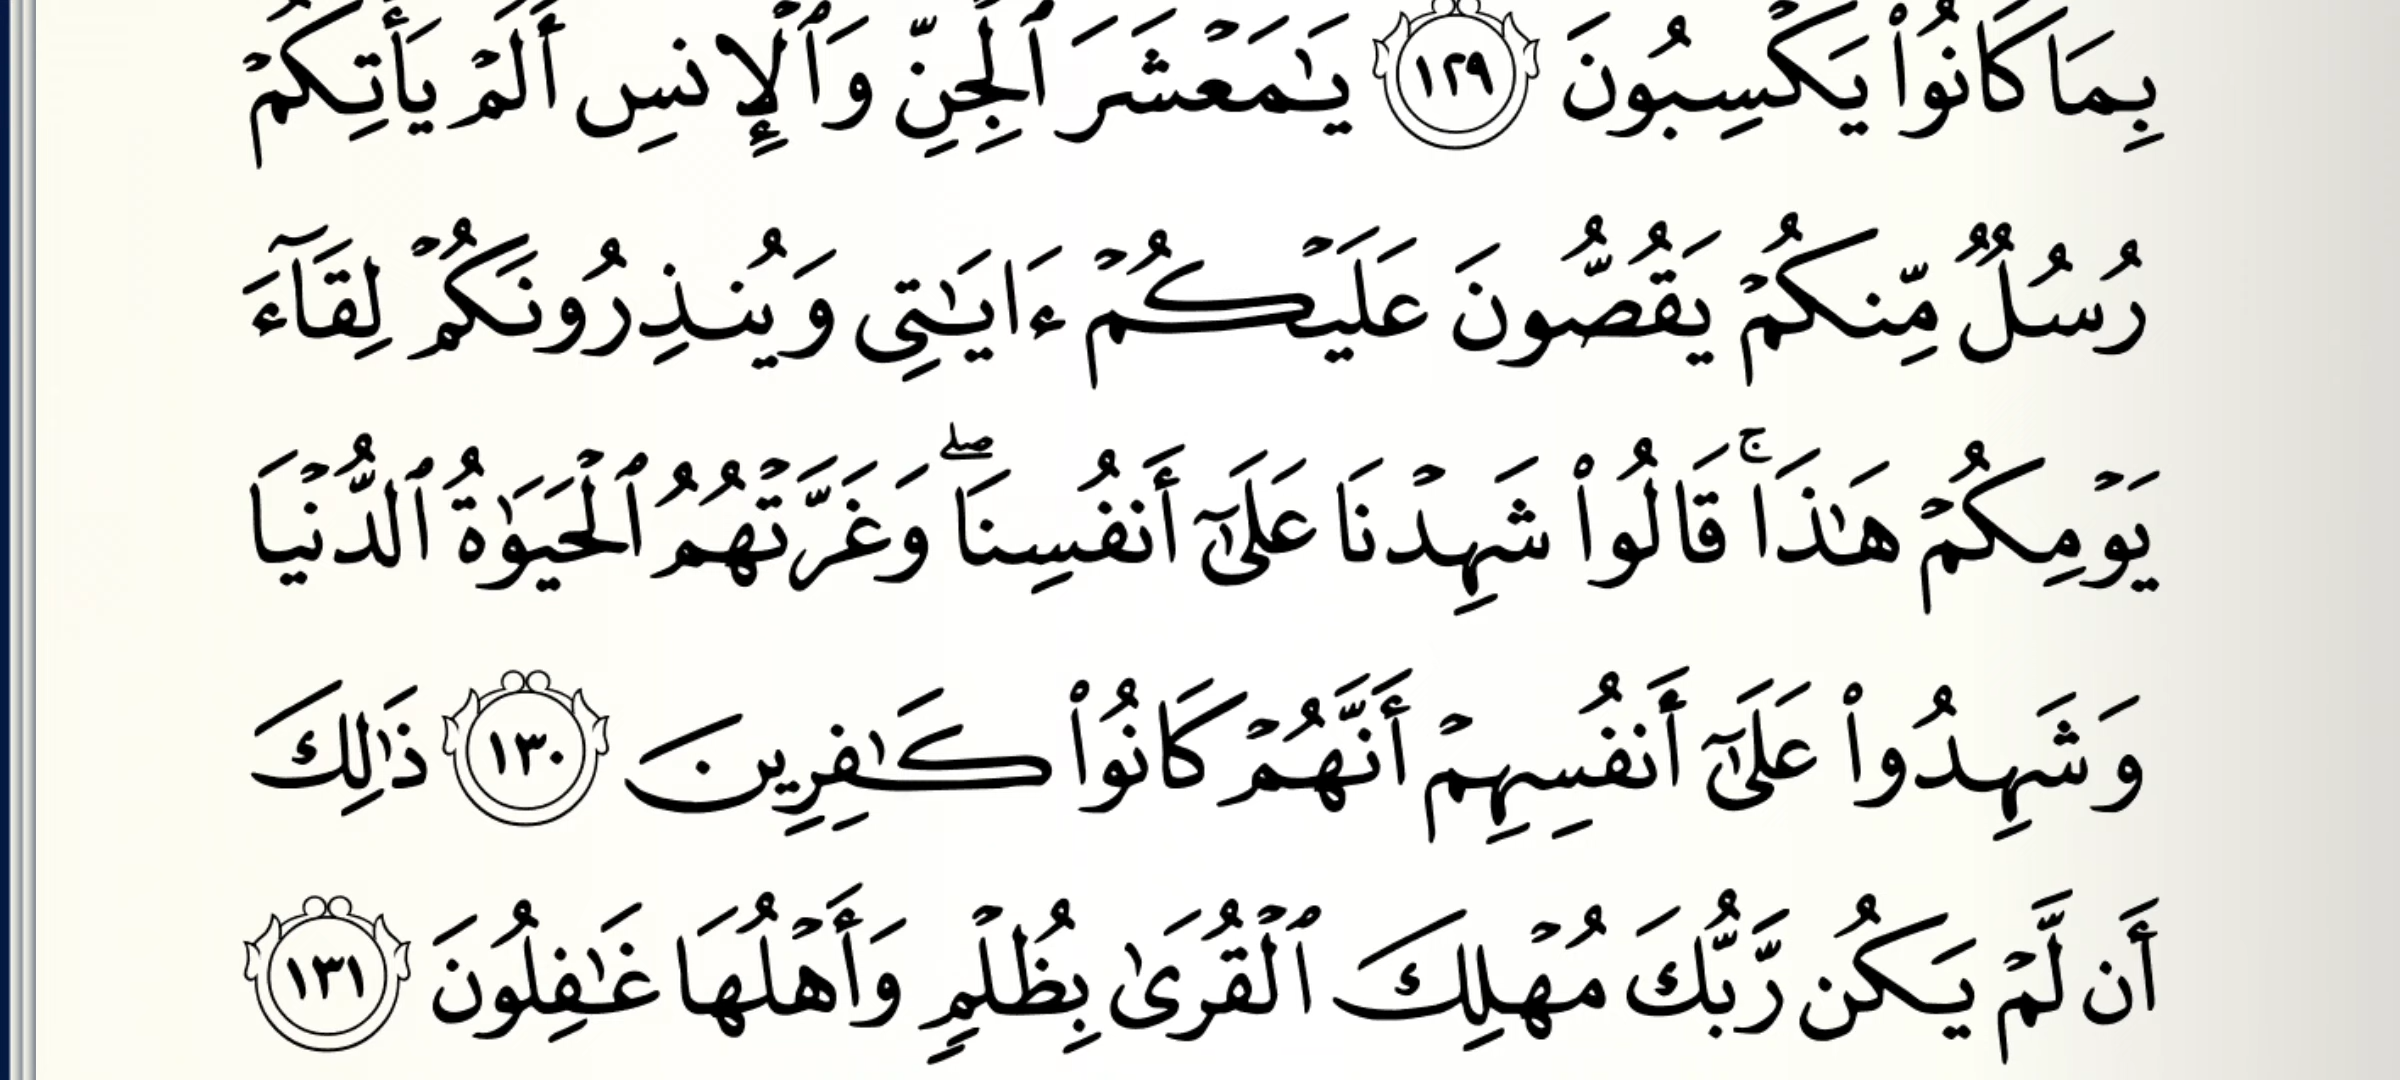 بِمَا كَانُوا۟ يَكْسِبُونَ ١٢٩ يَـٰمَعْشَرَ ٱلْجِنِّ وَٱلْإِنسِ أَلَمْ يَأْتِكُمْ
رُسُلٌ مِّنكُمْ يَقُصُّونَ عَلَيْكُمْ ءَايَـٰتِى وَيُنذِرُونَكُمْ لِقَآءَ
يَوْمِكُمْ هَـٰذَا ۚ قَالُوا۟ شَهِدْنَا عَلَىٰٓ أَنفُسِنَا ۖ وَغَرَّتْهُمُ ٱلْحَيَوٰةُ ٱلدُّنْيَا
وَشَهِدُوا۟ عَلَىٰٓ أَنفُسِهِمْ أَنَّهُمْ كَانُوا۟ كَـٰفِرِينَ ١٣٠ ذَٰلِكَ
أَن لَّمْ يَكُن رَّبُّكَ مُهْلِكَ ٱلْقُرَىٰ بِظُلْمٍ وَأَهْلُهَا غَـٰفِلُونَ ١٣١